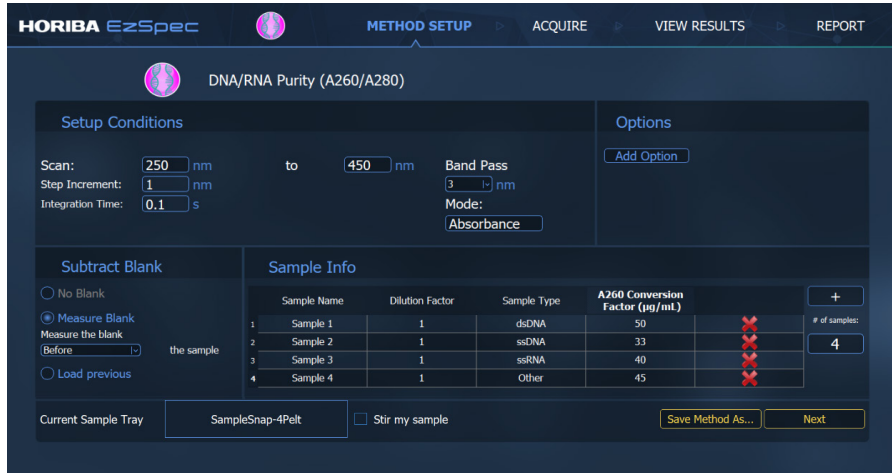 HORIBA EzSpec METHOD SETUP ACQUIRE VIEW RESULTS REPORT
DNA/RNA Purity (A260/A280)
Setup Conditions
Scan: 250 nm to 450 nm
Step Increment: 1 nm
Integration Time: 0.1 s
Band Pass
3 nm
Mode:
Absorbance
Options
Add Option
Subtract Blank
No Blank
Measure Blank
Measure the blank
Before the sample
Load previous
Sample Info
Sample Name Dilution Factor Sample Type A260 Conversion
Factor (μg/mL)
1 Sample 1 1 dsDNA 50
2 Sample 2 1 ssDNA 33
3 Sample 3 1 ssRNA 40
4 Sample 4 1 Other 45
+
# of samples:
4
Current Sample Tray SampleSnap-4Pelt Stir my sample Save Method As... Next